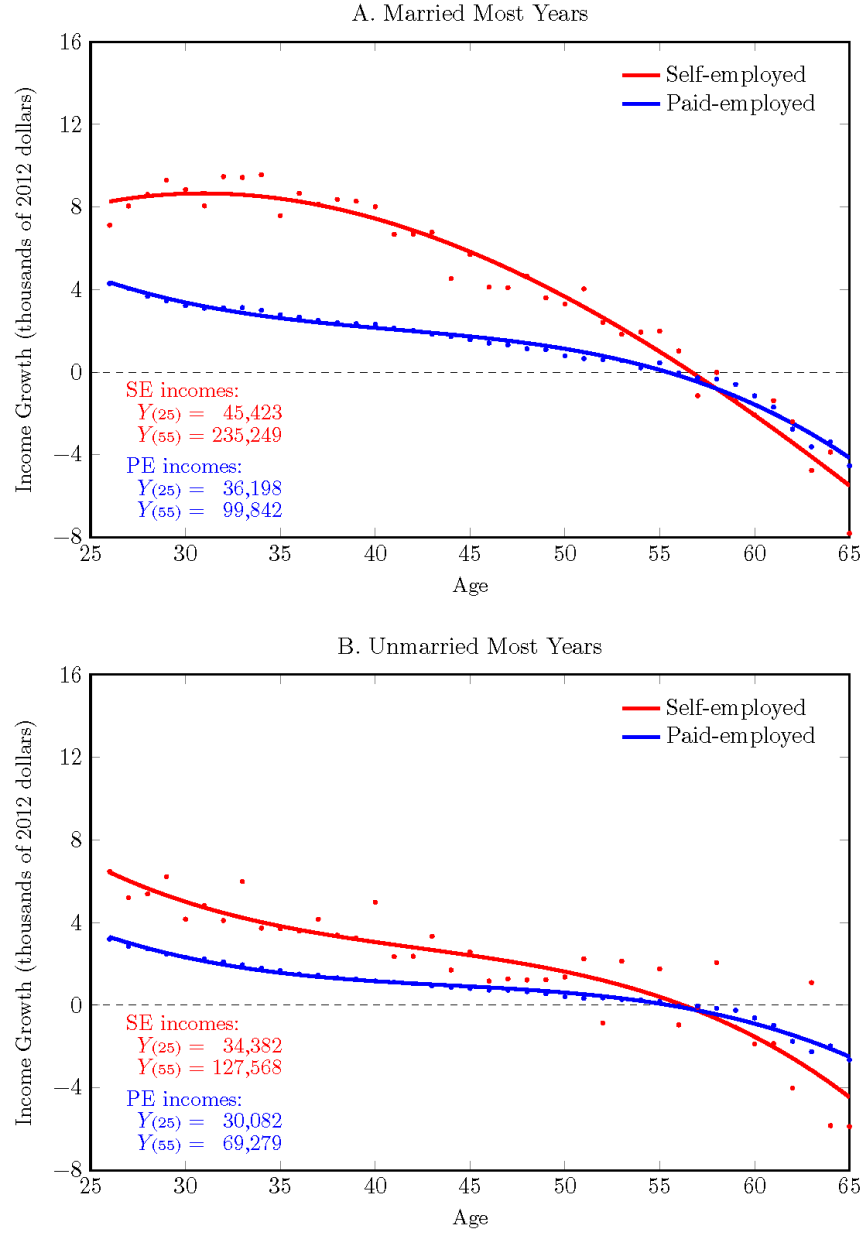 A. Married Most Years
16
Self-employed
Paid-employed
12
8
4
0
−4
−8
Income Growth (thousands of 2012 dollars)
SE incomes:
Y(25) = 45,423
Y(55) = 235,249
PE incomes:
Y(25) = 36,198
Y(55) = 99,842
25 30 35 40 45 50 55 60 65
Age
B. Unmarried Most Years
16
Self-employed
Paid-employed
12
8
4
0
−4
−8
Income Growth (thousands of 2012 dollars)
SE incomes:
Y(25) = 34,382
Y(55) = 127,568
PE incomes:
Y(25) = 30,082
Y(55) = 69,279
25 30 35 40 45 50 55 60 65
Age